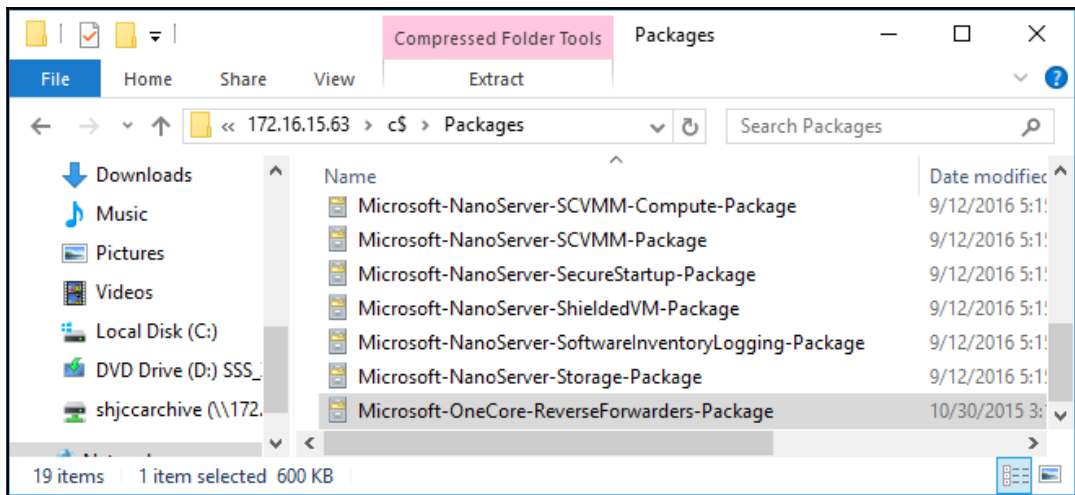 Compressed Folder Tools Packages
File Home Share View Extract
« 172.16.15.63 > c$ > Packages Search Packages
Downloads
Music
Pictures
Videos
Local Disk (C:)
DVD Drive (D:) SSS_
shjccarchive (\\172.
Name Date modified
Microsoft-NanoServer-SCVMM-Compute-Package 9/12/2016 5:1
Microsoft-NanoServer-SCVMM-Package 9/12/2016 5:1
Microsoft-NanoServer-SecureStartup-Package 9/12/2016 5:1
Microsoft-NanoServer-ShieldedVM-Package 9/12/2016 5:1
Microsoft-NanoServer-SoftwareInventoryLogging-Package 9/12/2016 5:1
Microsoft-NanoServer-Storage-Package 9/12/2016 5:1
Microsoft-OneCore-ReverseForwarders-Package 10/30/2015 3:
19 items 1 item selected 600 KB